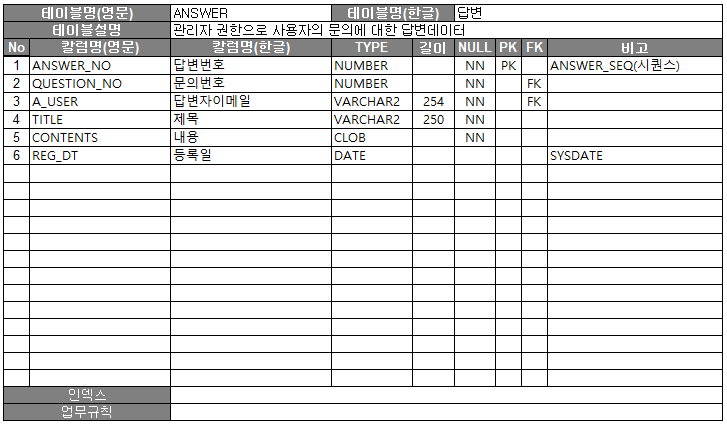 테이블명(영문) ANSWER 테이블명(한글) 답변
테이블설명 관리자 권한으로 사용자의 문의에 대한 답변데이터
No 칼럼명(영문) 칼럼명(한글) TYPE 길이 NULL PK FK 비고
1 ANSWER_NO 답변번호 NUMBER NN PK ANSWER_SEQ(시퀀스)
2 QUESTION_NO 문의번호 NUMBER NN FK
3 A_USER 답변자이메일 VARCHAR2 254 NN FK
4 TITLE 제목 VARCHAR2 250 NN
5 CONTENTS 내용 CLOB NN
6 REG_DT 등록일 DATE SYSDATE
인덱스
업무규칙